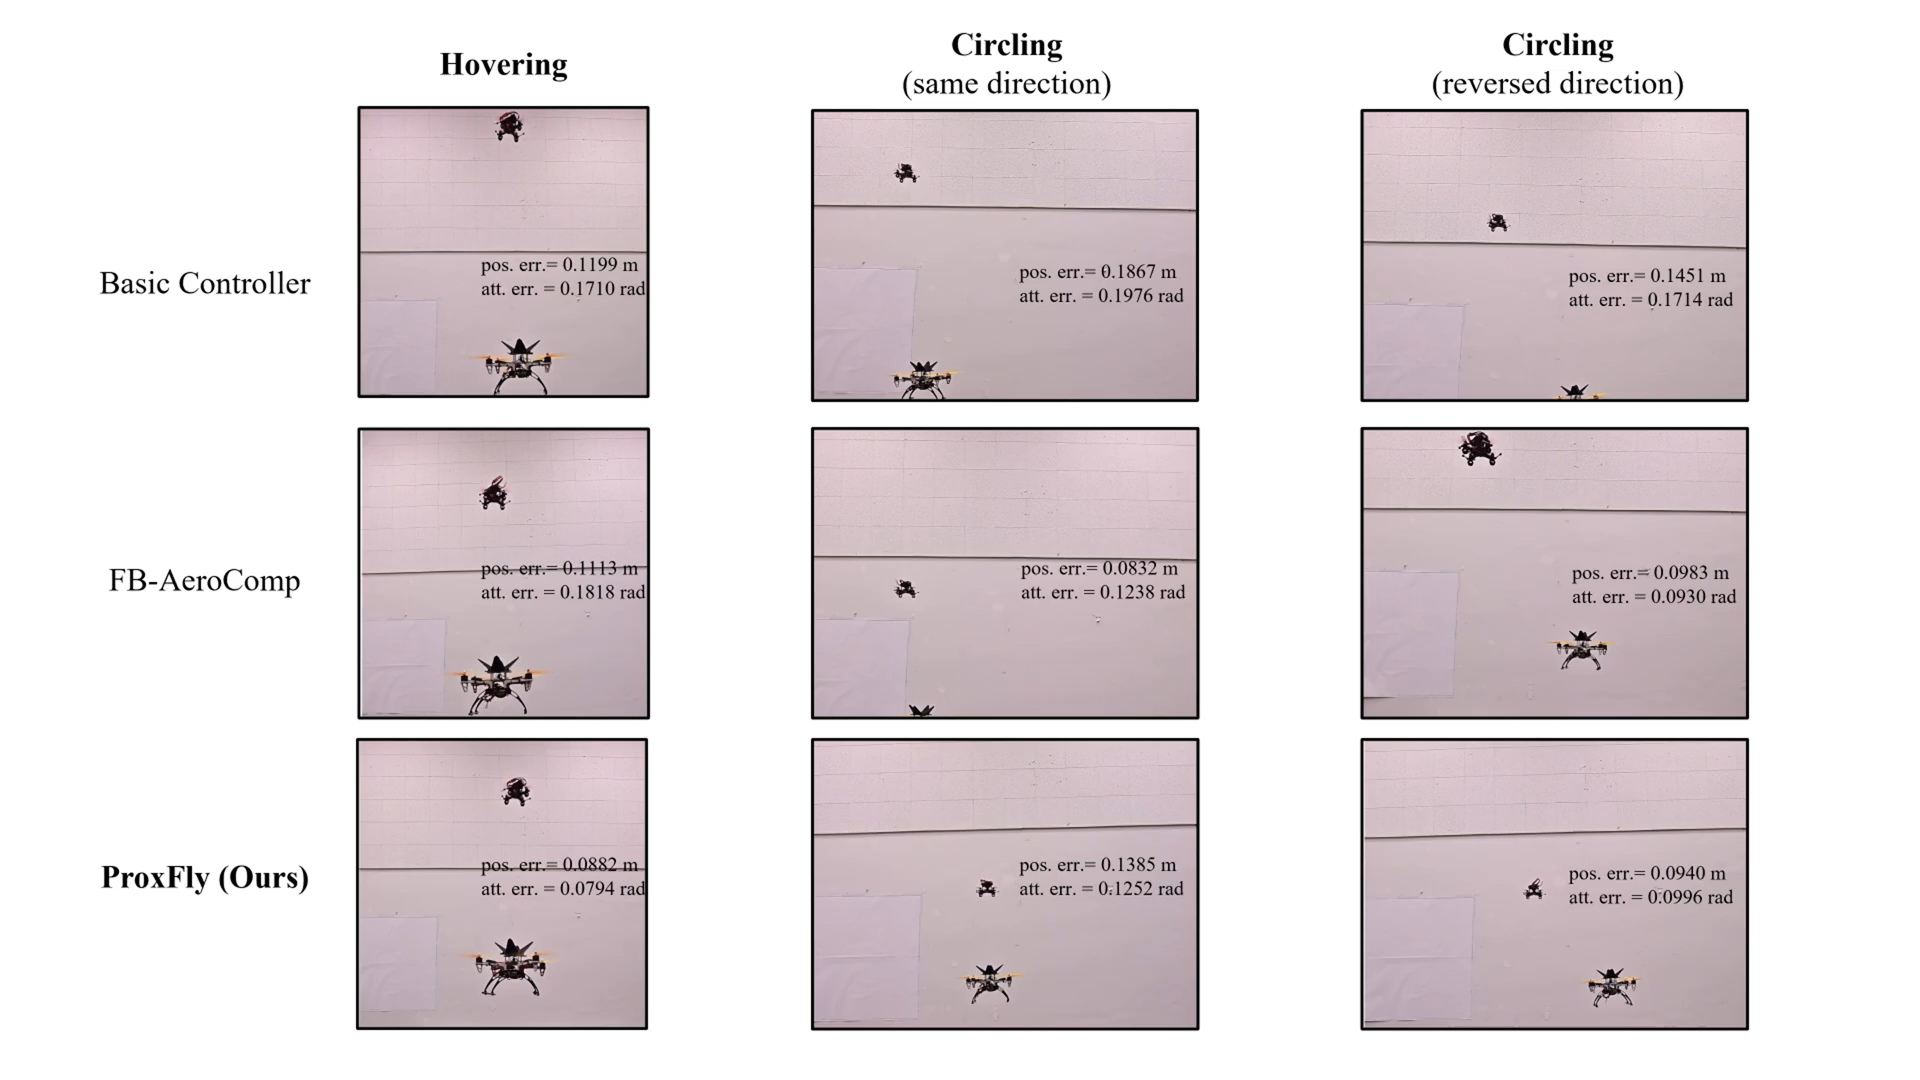 Hovering
Circling
(same direction)
Circling
(reversed direction)
Basic Controller
pos. err.= 0.1199 m
att. err. = 0.1710 rad
pos. err.= 0.1867 m
att. err. = 0.1976 rad
pos. err.= 0.1451 m
att. err. = 0.1714 rad
FB-AeroComp
pos. err.= 0.1113 m
att. err. = 0.1818 rad
pos. err.= 0.0832 m
att. err. = 0.1238 rad
pos. err.= 0.0983 m
att. err. = 0.0930 rad
ProxFly (Ours)
pos. err.= 0.0882 m
att. err. = 0.0794 rad
pos. err.= 0.1385 m
att. err. = 0.1252 rad
pos. err.= 0.0940 m
att. err. = 0.0996 rad